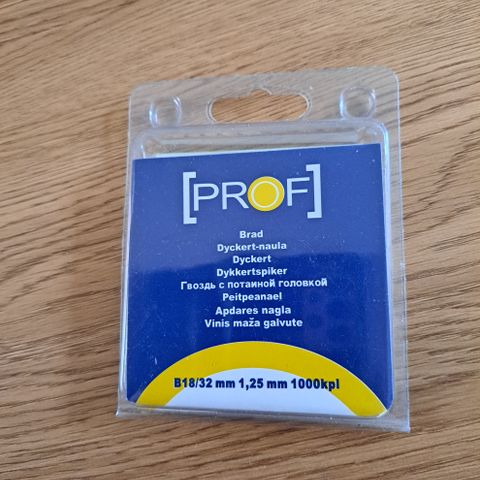 [PROF]
Brad
Dyckert-naula
Dyckert
Dykkertspiker
Гвоздь с потаиной головкой
Peitpeanael
Apdares nagla
Vinis maža galvute
B18/32 mm 1,25 mm 1000kpl